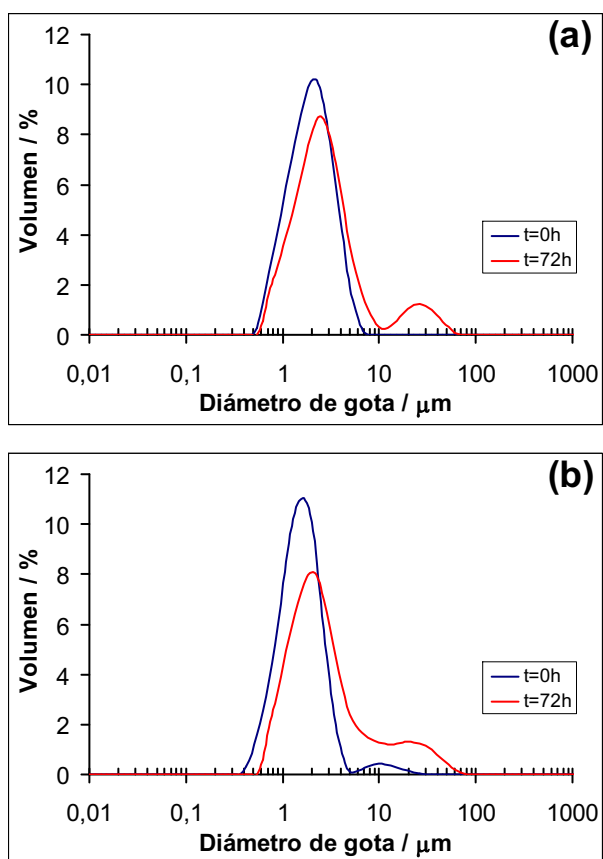 (a)
12
10
8
6
4
2
0
Volumen / %
t=0h
t=72h
0,01 0,1 1 10 100 1000
Diámetro de gota / μm
(b)
12
10
8
6
4
2
0
Volumen / %
t=0h
t=72h
0,01 0,1 1 10 100 1000
Diámetro de gota / μm